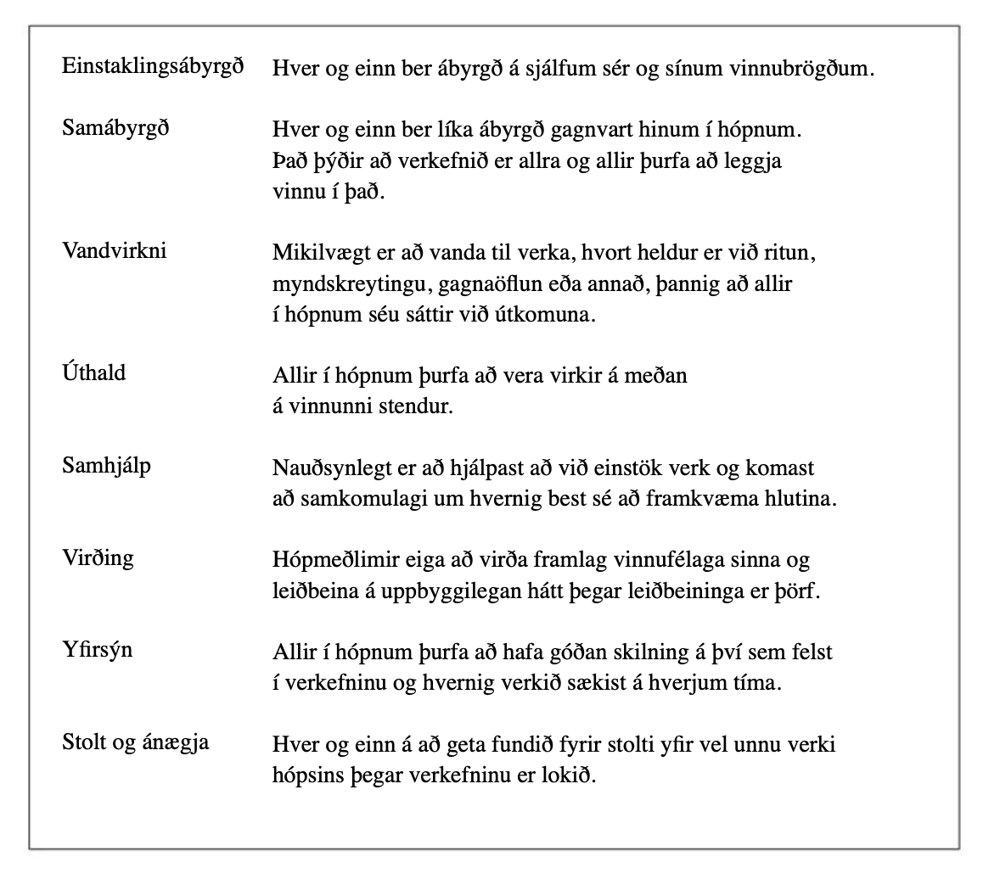 Einstaklingsábyrgð Hver og einn ber ábyrgð á sjálfum sér og sínum vinnubrögðum.
Samábyrgð Hver og einn ber líka ábyrgð gagnvart hinum í hópnum.
Það þýðir að verkefnið er allra og allir þurfa að leggja
vinnu í það.
Vandvirkni Mikilvægt er að vanda til verka, hvort heldur er við ritun,
myndskreytingu, gagnaöflun eða annað, þannig að allir
í hópnum séu sáttir við útkomuna.
Úthald Allir í hópnum þurfa að vera virkir á meðan
á vinnunni stendur.
Samhjálp Nauðsynlegt er að hjálpast að við einstök verk og komast
að samkomulagi um hvernig best sé að framkvæma hlutina.
Virðing Hópmeðlimir eiga að virða framlag vinnufélaga sinna og
leiðbeina á uppbyggilegan hátt þegar leiðbeininga er þörf.
Yfirsýn Allir í hópnum þurfa að hafa góðan skilning á því sem felst
í verkefninu og hvernig verkið sækist á hverjum tíma.
Stolt og ánægja Hver og einn á að geta fundið fyrir stolti yfir vel unnu verki
hópsins þegar verkefninu er lokið.